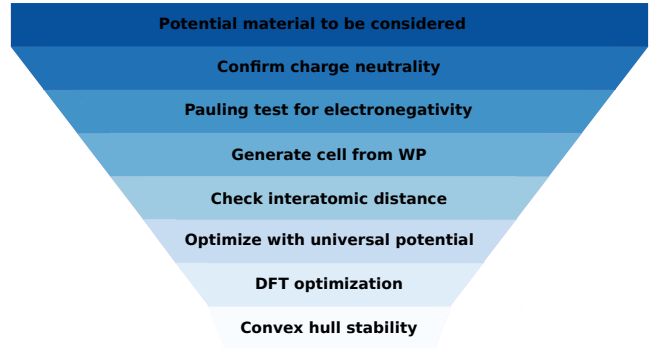 Potential material to be considered
Confirm charge neutrality
Pauling test for electronegativity
Generate cell from WP
Check interatomic distance
Optimize with universal potential
DFT optimization
Convex hull stability